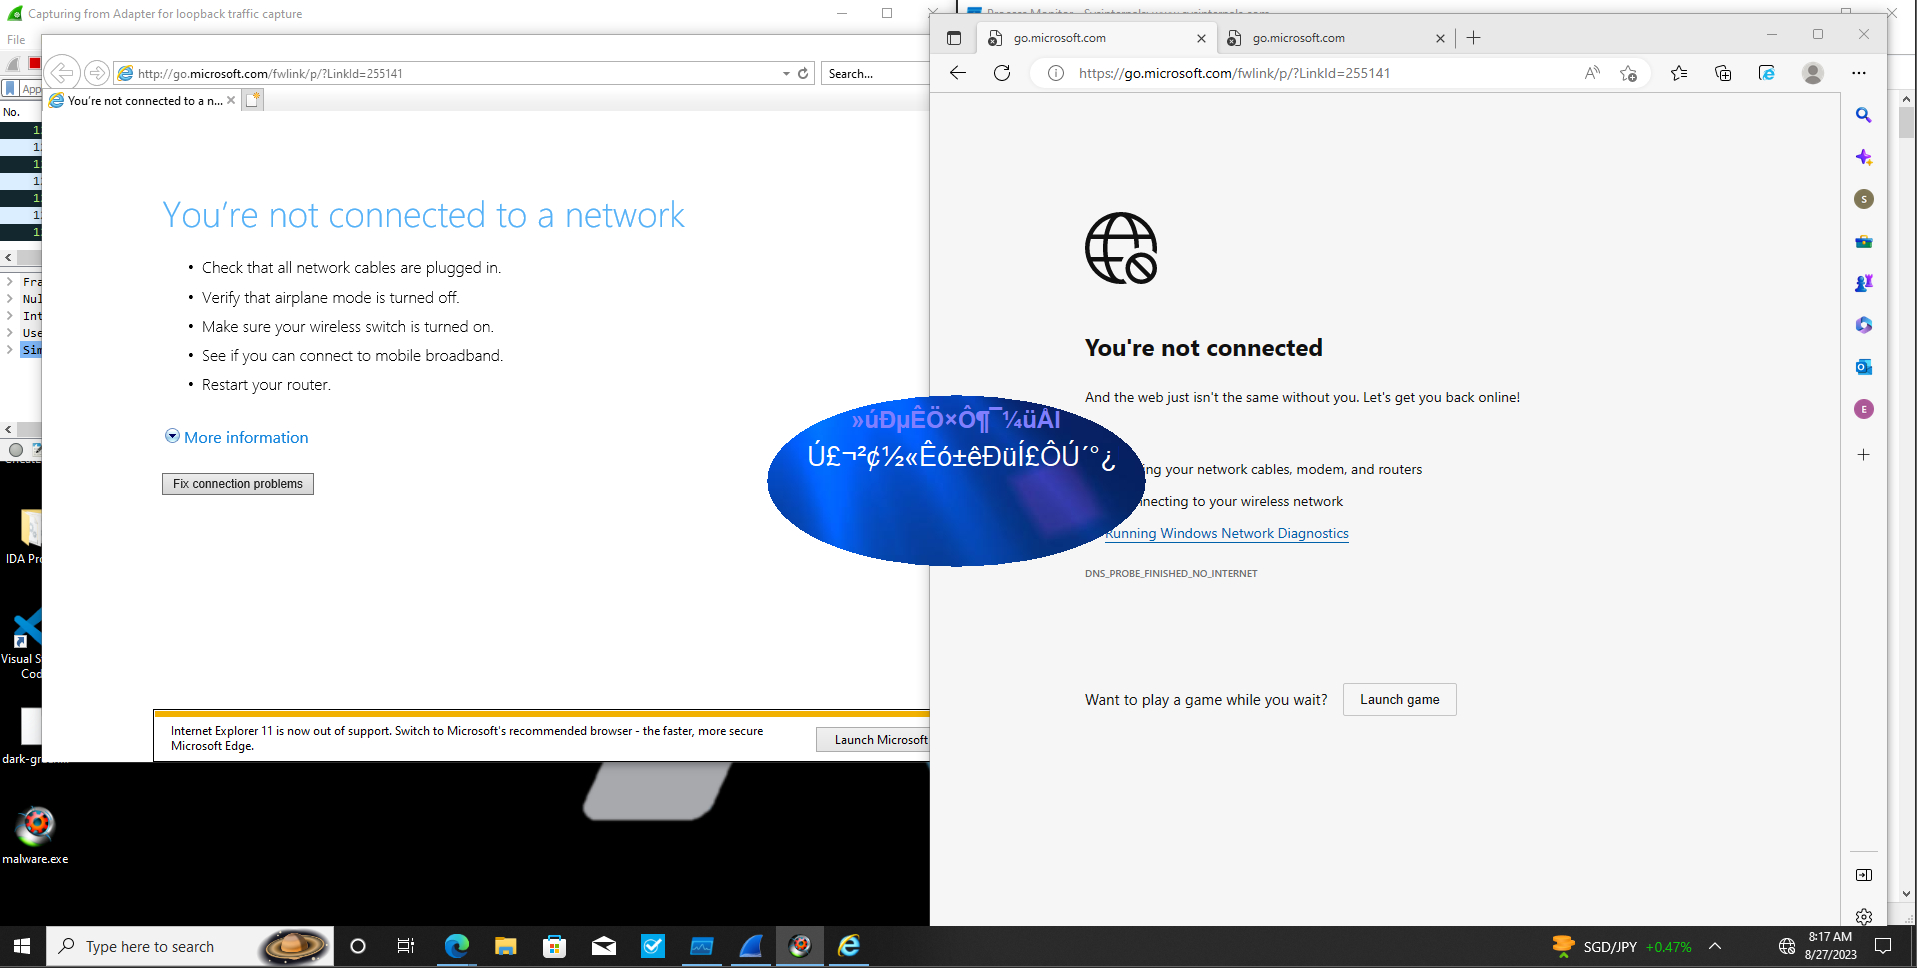 Capturing from Adapter for loopback traffic capture
File
http://go.microsoft.com/fwlink/p/?LinkId=255141
Search...
App
You're not connected to a n...
No.
You're not connected to a network
• Check that all network cables are plugged in.
• Verify that airplane mode is turned off.
• Make sure your wireless switch is turned on.
• See if you can connect to mobile broadband.
• Restart your router.
More information
Fix connection problems
Fra
Nul
Int
Use
Sim
IDA Pro
Visual S
Cod
dark-gr
malware.exe
Internet Explorer 11 is now out of support. Switch to Microsoft's recommended browser - the faster, more secure
Microsoft Edge.
Launch Microsoft
»úÐµÊÖ×Ô¶¯¼üÅÌ
Ú£¬²¢½«Êó±êÐüÍ£ÔÚ´°¿
go.microsoft.com
go.microsoft.com
https://go.microsoft.com/fwlink/p/?LinkId=255141
You're not connected
And the web just isn't the same without you. Let's get you back online!
ing your network cables, modem, and routers
nnecting to your wireless network
Running Windows Network Diagnostics
DNS_PROBE_FINISHED_NO_INTERNET
Want to play a game while you wait?
Launch game
S
E
Type here to search
SGD/JPY +0.47%
8:17 AM
8/27/2023